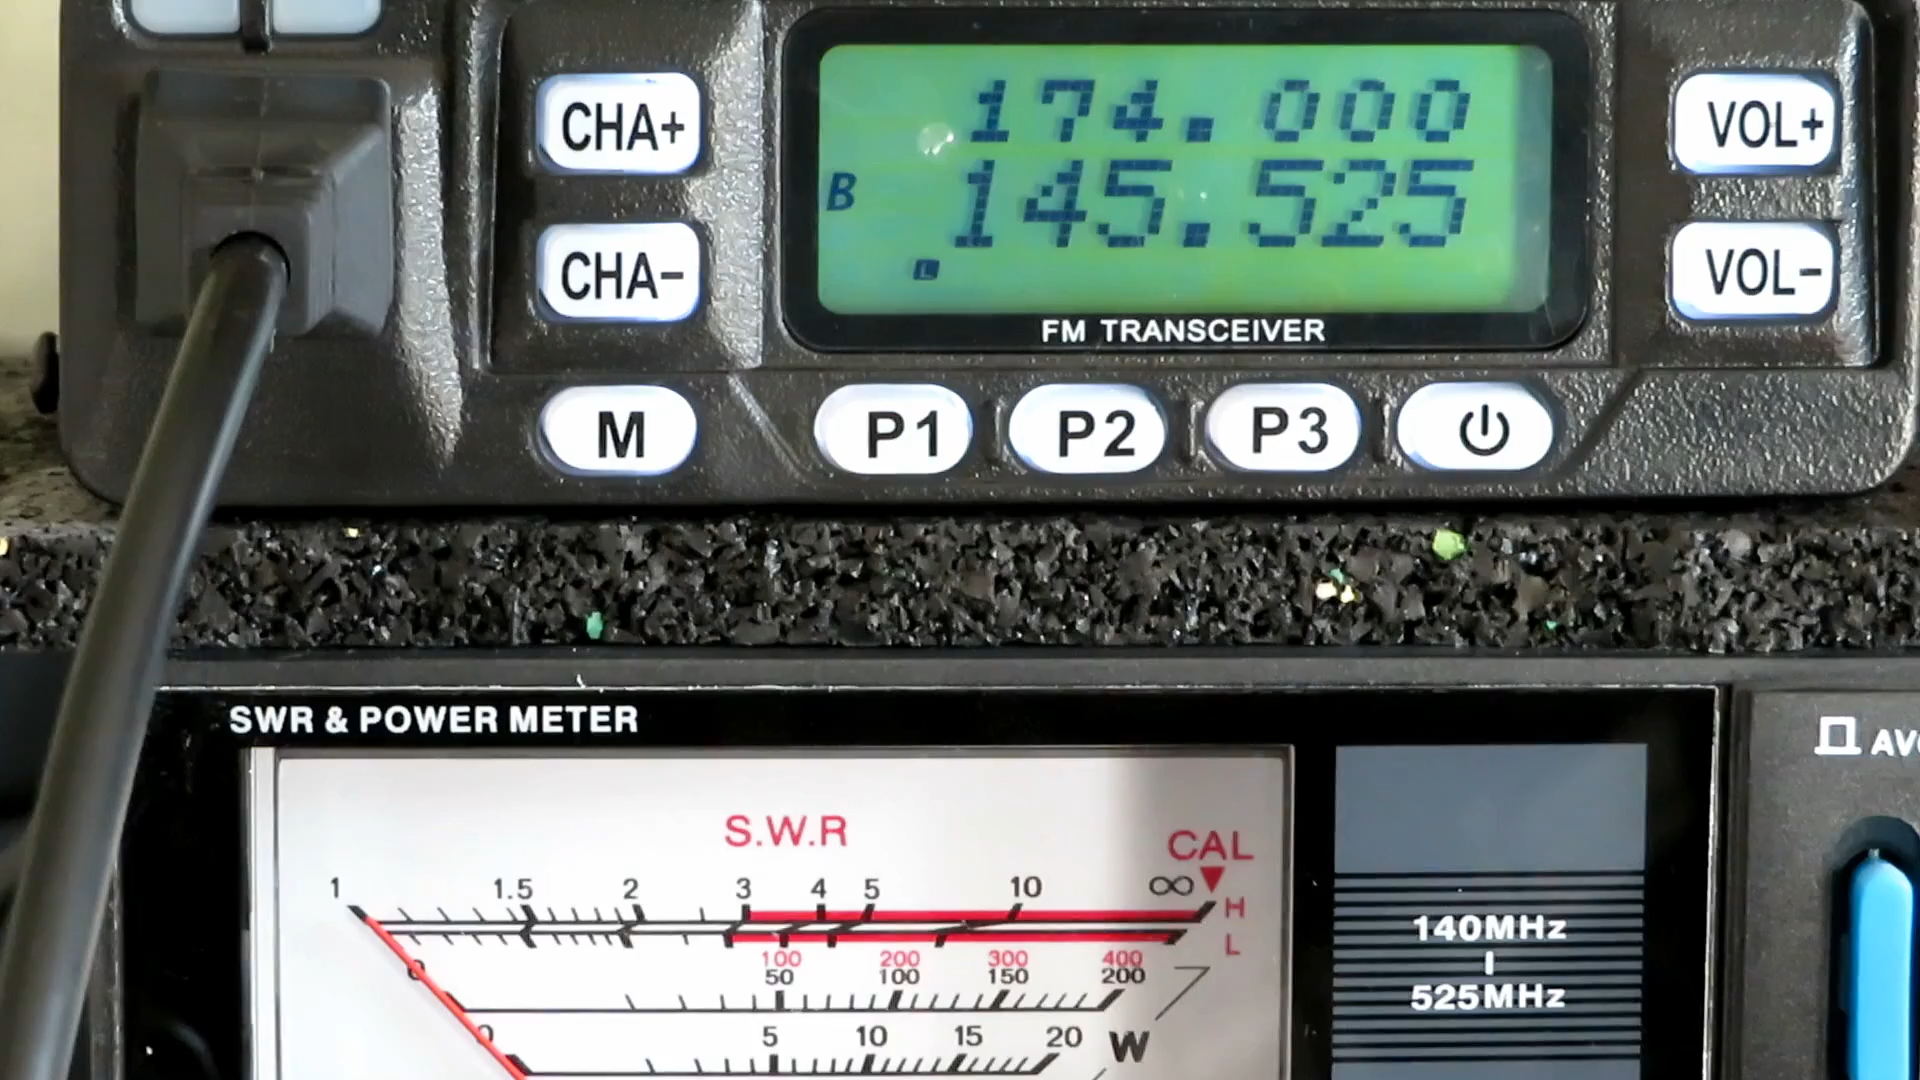 CHA+
174.000
VOL+
B
145.525
CHA−
L
VOL−
FM TRANSCEIVER
M
P1
P2
P3
SWR & POWER METER
S.W.R
CAL
1 1.5 2 3 4 5 10 ∞
H
L
100 200 300 400
0
50 100 150 200
0
5 10 15 20
W
140MHz
525MHz